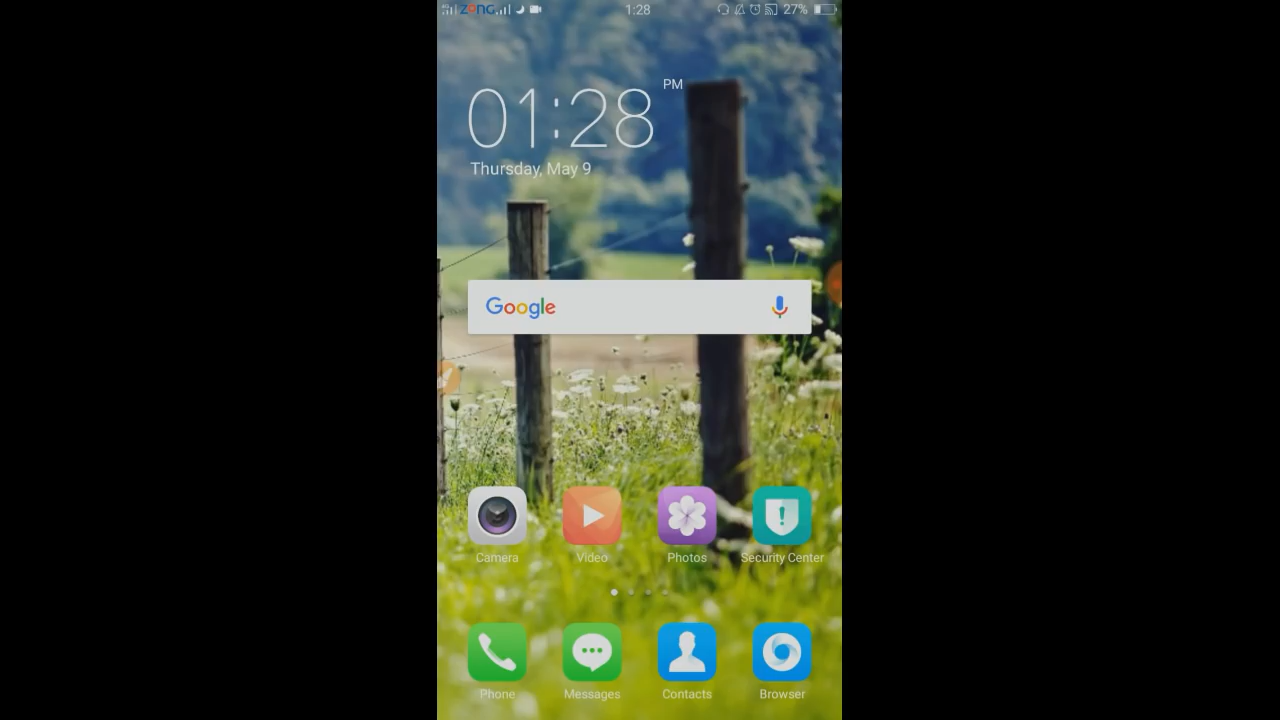 zong 1:28 27%
PM
01:28
Thursday, May 9
Google
Camera Video Photos Security Center
Phone Messages Contacts Browser